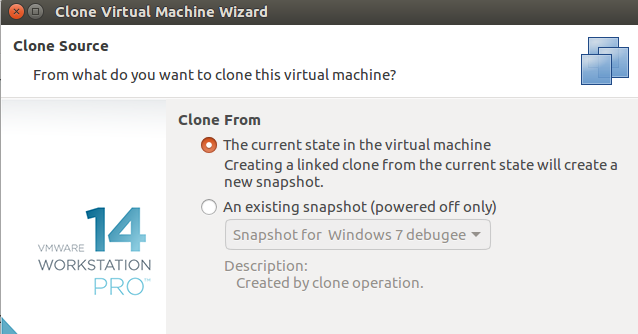 Clone Virtual Machine Wizard
Clone Source
From what do you want to clone this virtual machine?
Clone From
The current state in the virtual machine
Creating a linked clone from the current state will create a
new snapshot.
An existing snapshot (powered off only)
Snapshot for Windows 7 debugee
Description:
Created by clone operation.
VMWARE 14
WORKSTATION
PRO™